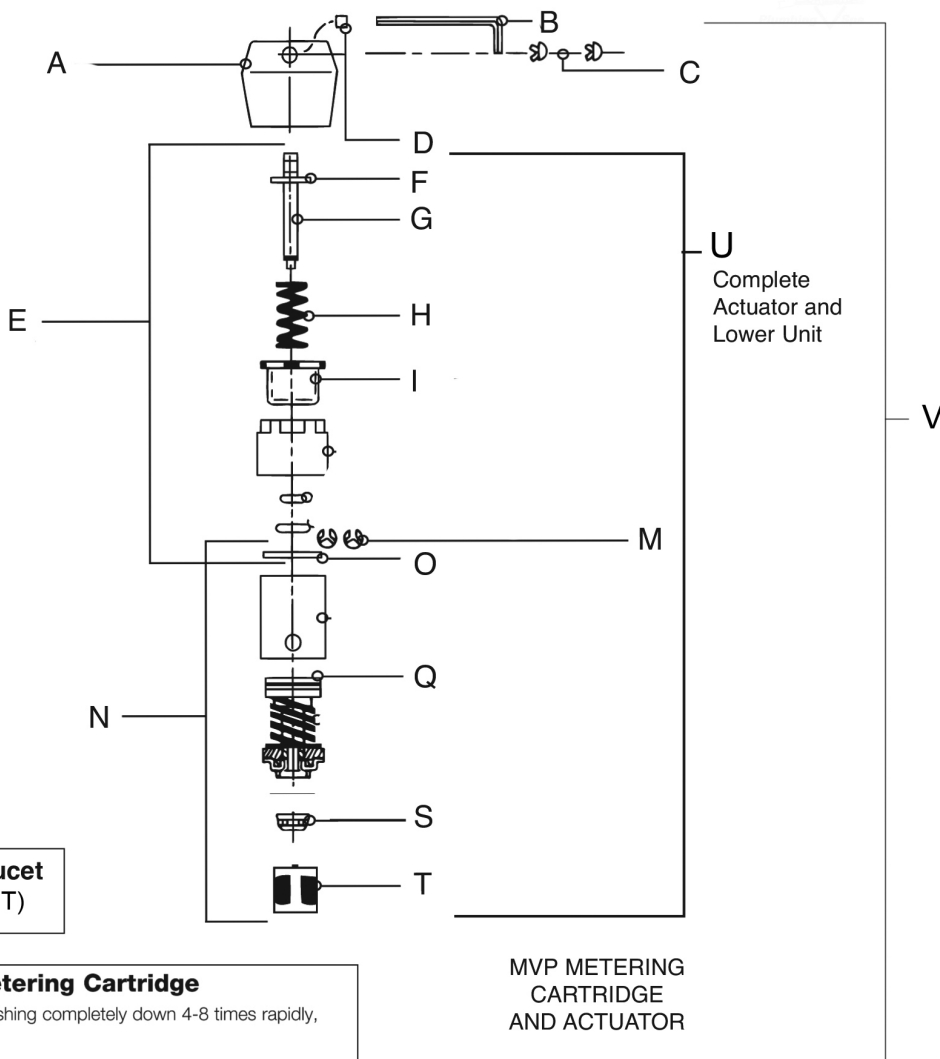 B
A
C
D
F
G
U
Complete
Actuator and
Lower Unit
E
H
I
V
M
O
Q
N
S
T
ucet
T)
etering Cartridge
shing completely down 4-8 times rapidly,
MVP METERING
CARTRIDGE
AND ACTUATOR